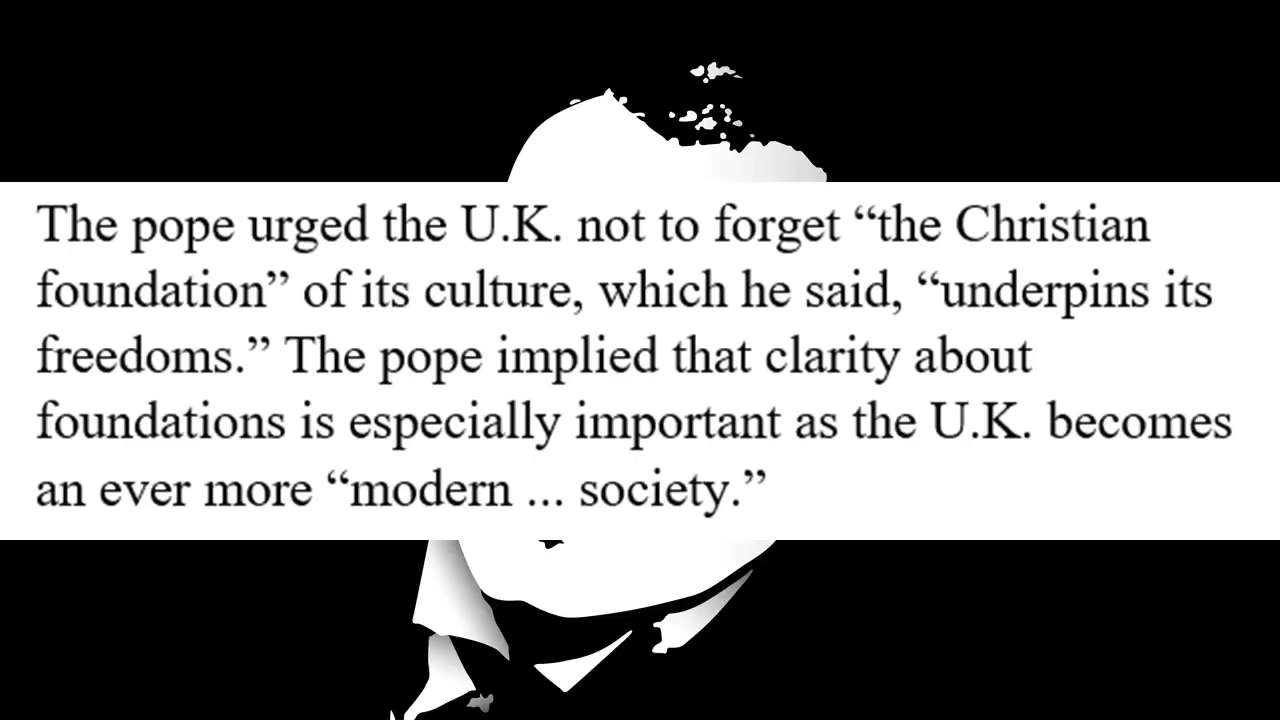 The pope urged the U.K. not to forget “the Christian
foundation” of its culture, which he said, “underpins its
freedoms.” The pope implied that clarity about
foundations is especially important as the U.K. becomes
an ever more “modern ... society.”